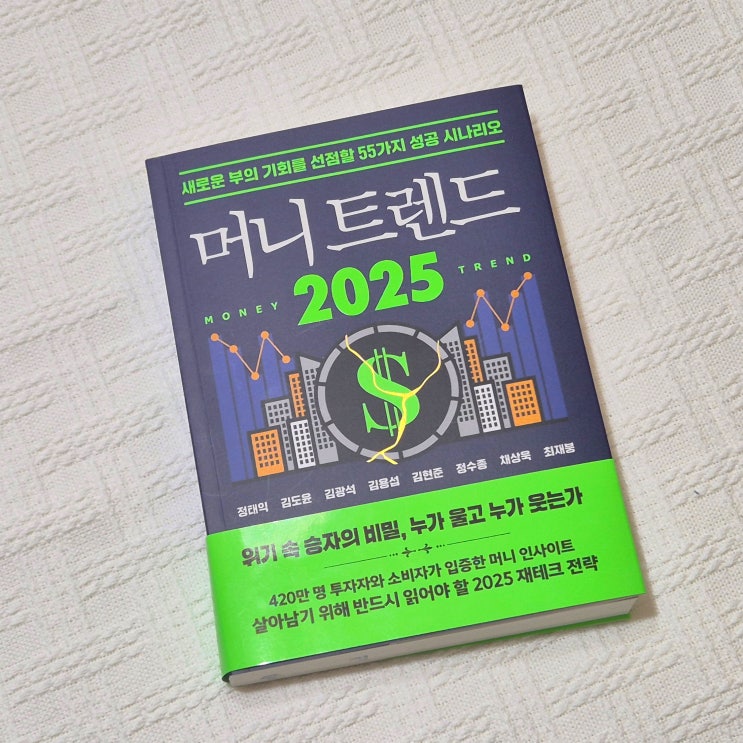 새로운 부의 기회를 선점할 55가지 성공 시나리오
머니 트렌드
MONEY 2025 TREND
$
정태익 김도윤 김광석 김용섭 김현준 정수종 채상욱 최재붕
위기 속 승자의 비밀, 누가 울고 누가 웃는가
420만 명 투자자와 소비자가 입증한 머니 인사이트
살아남기 위해 반드시 읽어야 할 2025 재테크 전략